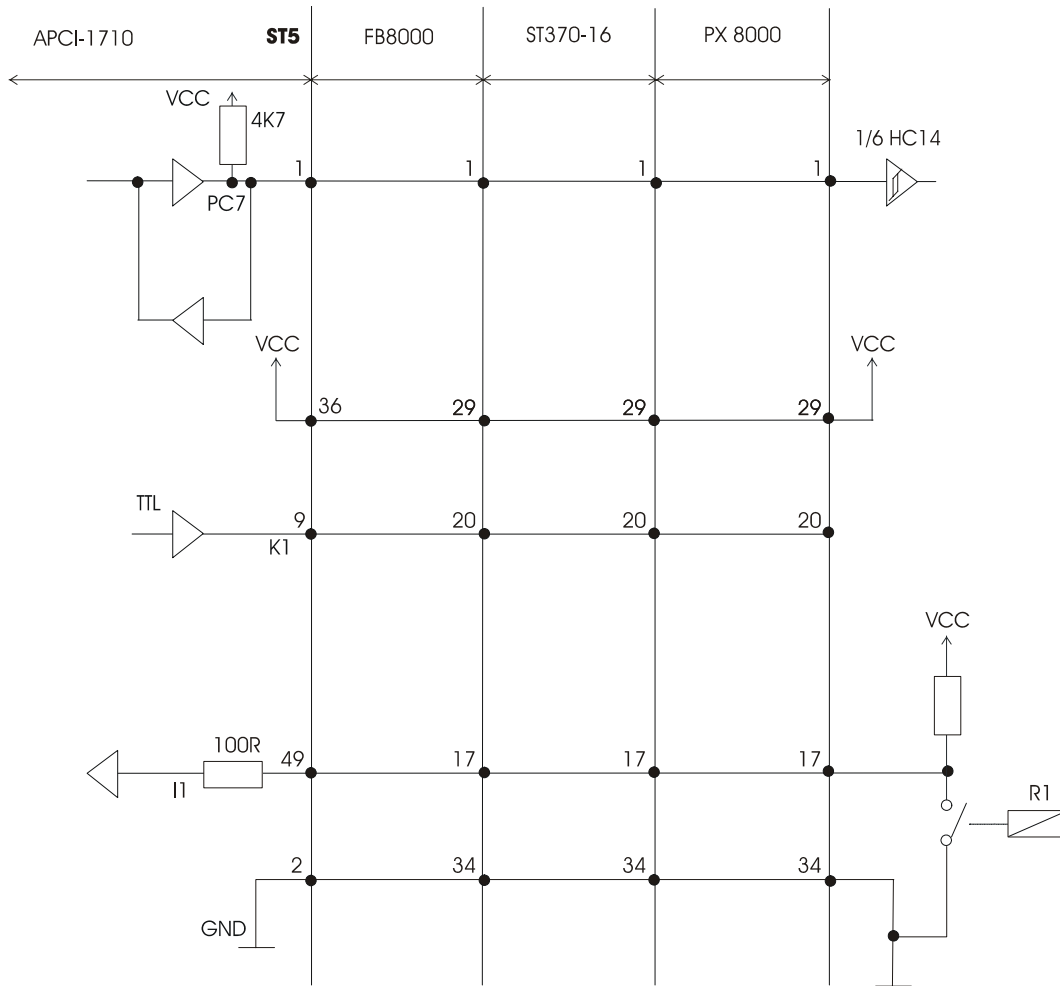 APCI-1710 ST5 FB8000 ST370-16 PX 8000
VCC
4K7
1/6 HC14
1 1 1 1
PC7
VCC VCC
36 29 29 29
TTL
9 20 20 20
K1
VCC
100R
49 17 17 17
I1
R1
2 34 34 34
GND